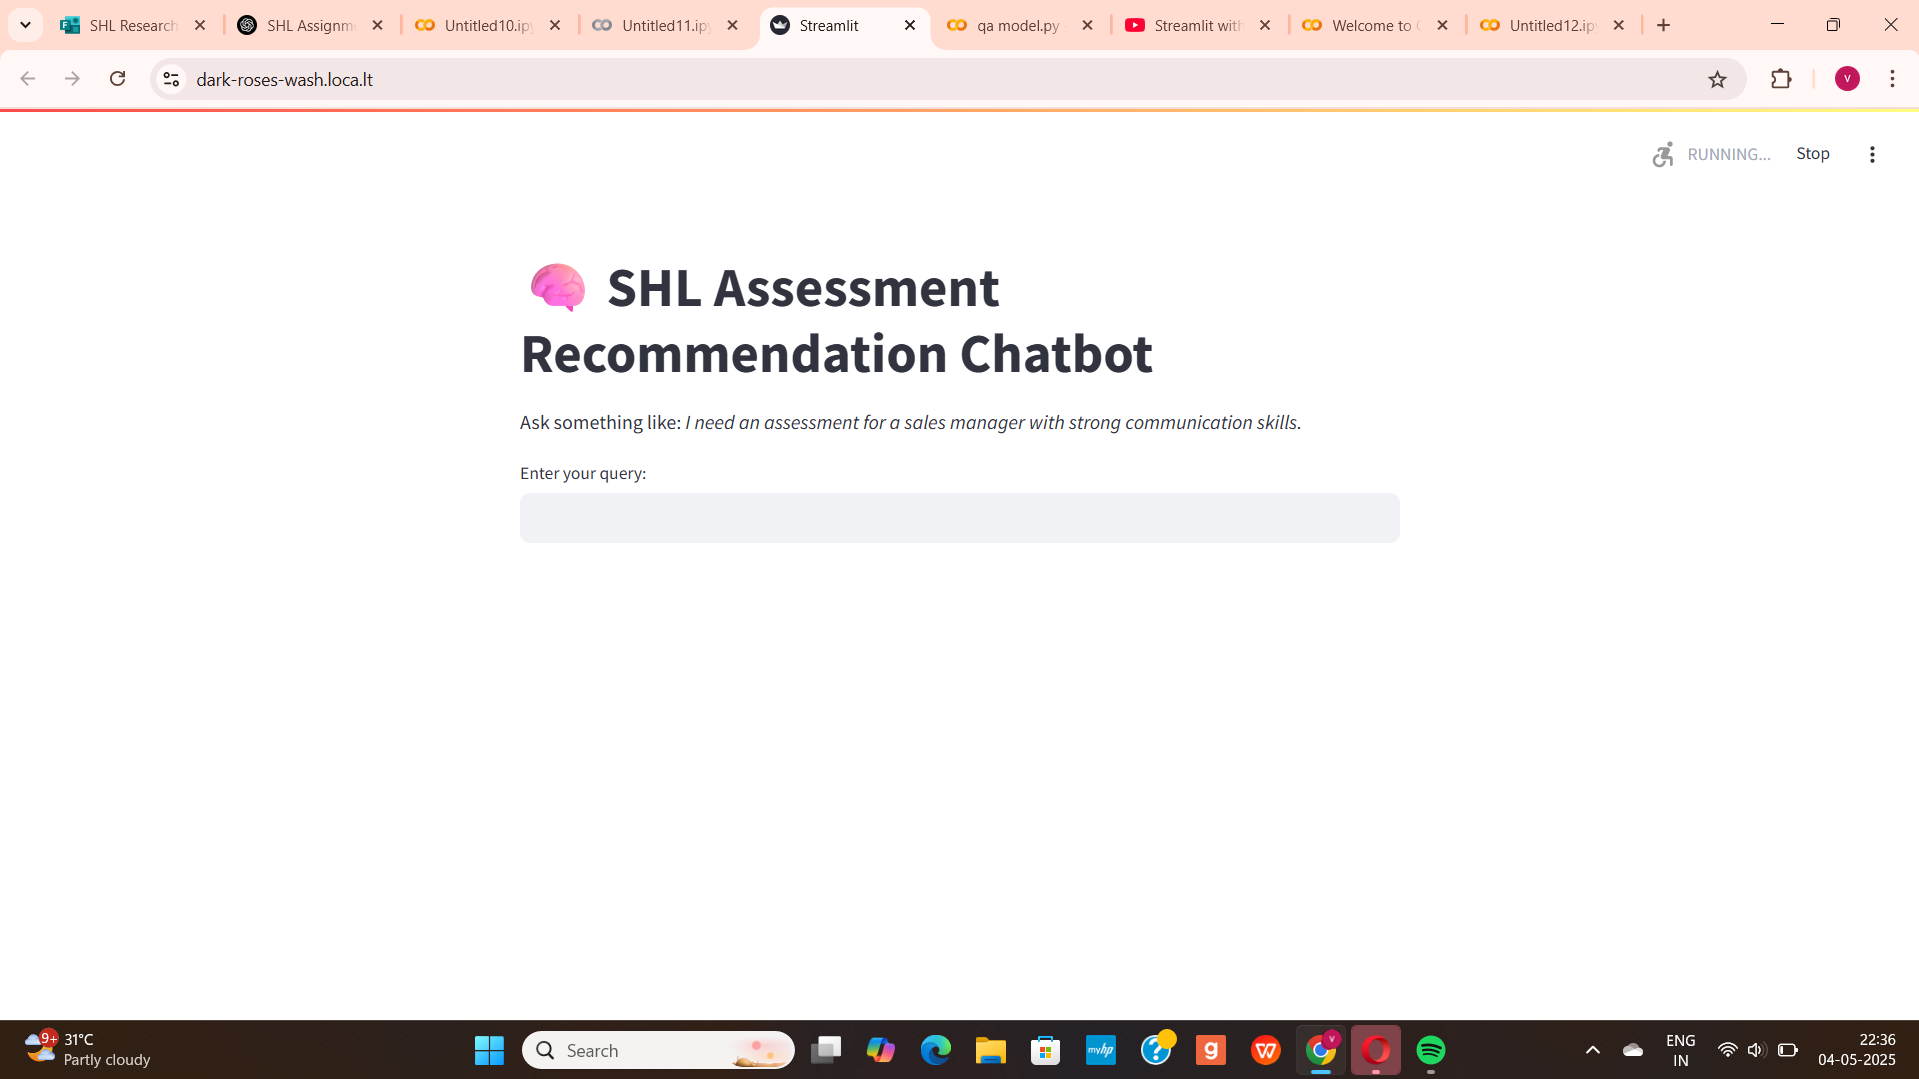 SHL Research
SHL Assignme
Untitled10.ipy
Untitled11.ipy
Streamlit
qa model.py
Streamlit with
Welcome to C
Untitled12.ip
dark-roses-wash.loca.lt
V
RUNNING...
Stop
SHL Assessment
Recommendation Chatbot
Ask something like: I need an assessment for a sales manager with strong communication skills.
Enter your query:
9+
31°C
Partly cloudy
Search
myhp
?
g
W
V
ENG
IN
22:36
04-05-2025